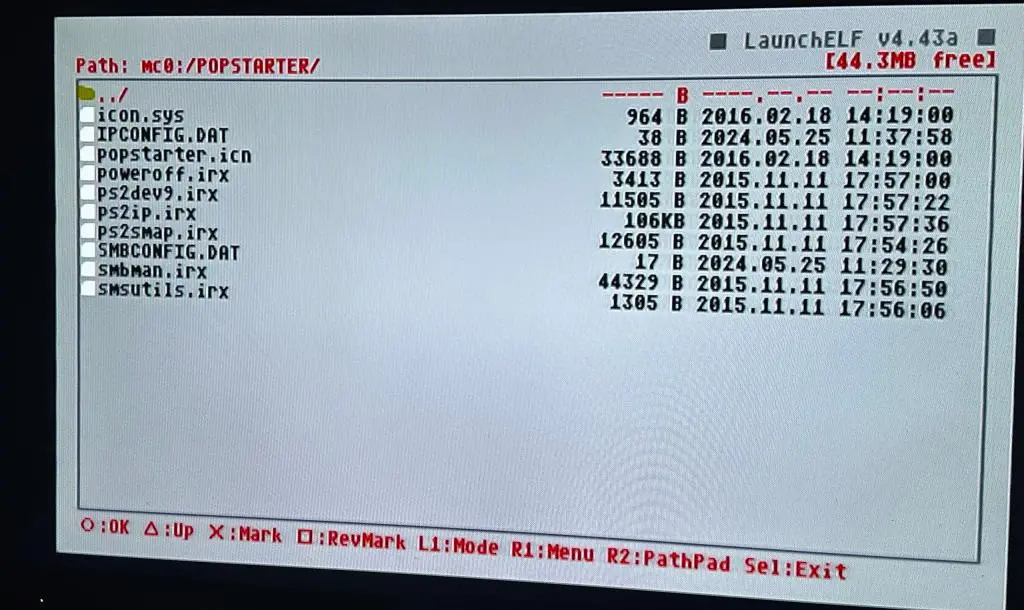 LaunchELF v4.43a
Path: mc0:/POPSTARTER/ [44.3MB free]
../ ----- B ----.--.-- --:--:--
icon.sys 964 B 2016.02.18 14:19:00
IPCONFIG.DAT 38 B 2024.05.25 11:37:58
popstarter.icn 33688 B 2016.02.18 14:19:00
poweroff.irx 3413 B 2015.11.11 17:57:00
ps2dev9.irx 11505 B 2015.11.11 17:57:22
ps2ip.irx 106KB 2015.11.11 17:57:36
ps2smap.irx 12605 B 2015.11.11 17:54:26
SMBCONFIG.DAT 17 B 2024.05.25 11:29:30
smbman.irx 44329 B 2015.11.11 17:56:50
smsutils.irx 1305 B 2015.11.11 17:56:06
○:OK △:Up ×:Mark □:RevMark L1:Mode R1:Menu R2:PathPad Sel:Exit